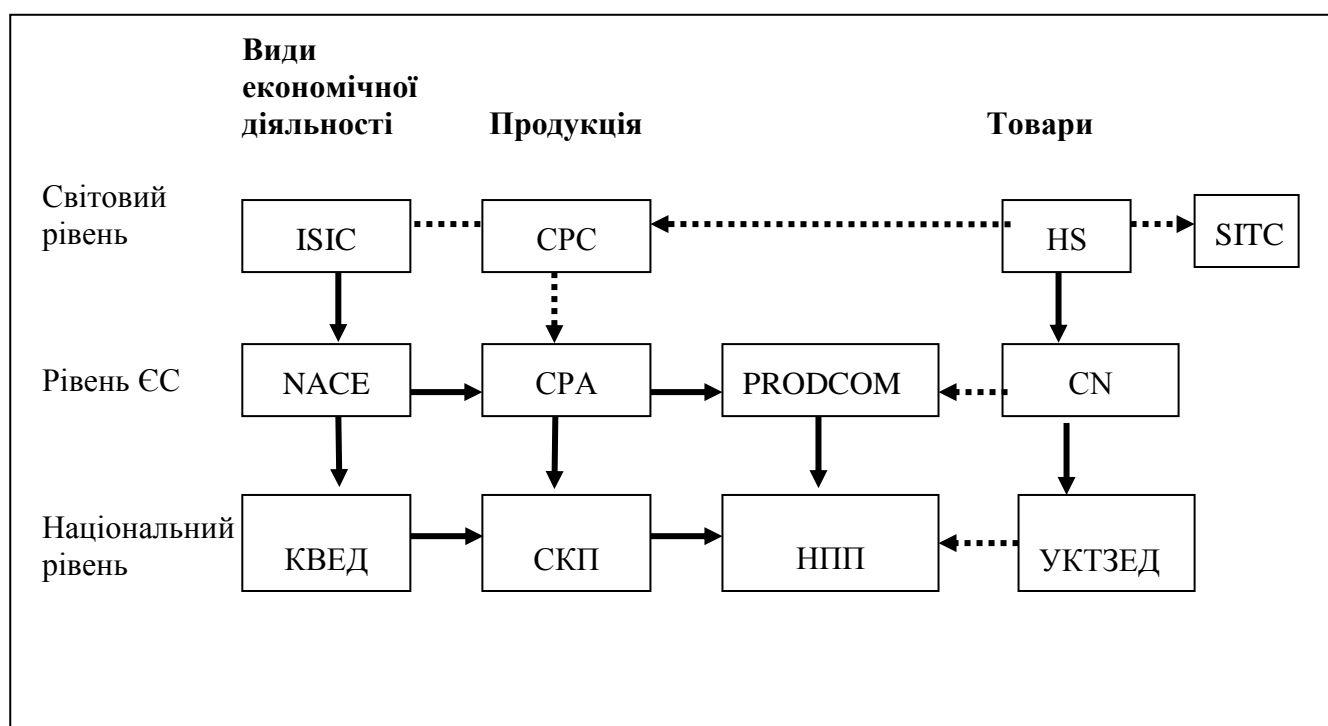 Види
економічної
діяльності
Продукція
Товари
Світовий
рівень
ISIC
CPC
HS
SITC
Рівень ЄС
NACE
CPA
PRODCOM
CN
Національний
рівень
КВЕД
СКП
НПП
УКТЗЕД